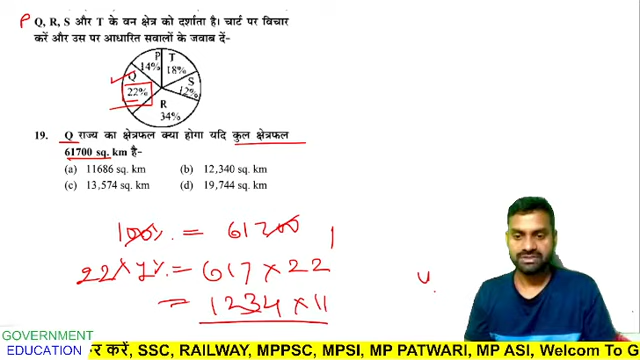 P Q, R, S और T के वन क्षेत्र को दर्शाता है। चार्ट पर विचार
करें और उस पर आधारित सवालों के जवाब दें-
P
14%
T
18%
Q
22%
S
12%
R
34%
19. Q राज्य का क्षेत्रफल क्या होगा यदि कुल क्षेत्रफल
61700 sq. km है-
(a) 11686 sq. km (b) 12,340 sq. km
(c) 13,574 sq. km (d) 19,744 sq. km
100%. = 61700
22 × 1%. = 617 × 22
= 1234 × 11
GOVERNMENT
EDUCATION
कर करें, SSC, RAILWAY, MPPSC, MPSI, MP PATWARI, MP ASI, Welcom To G